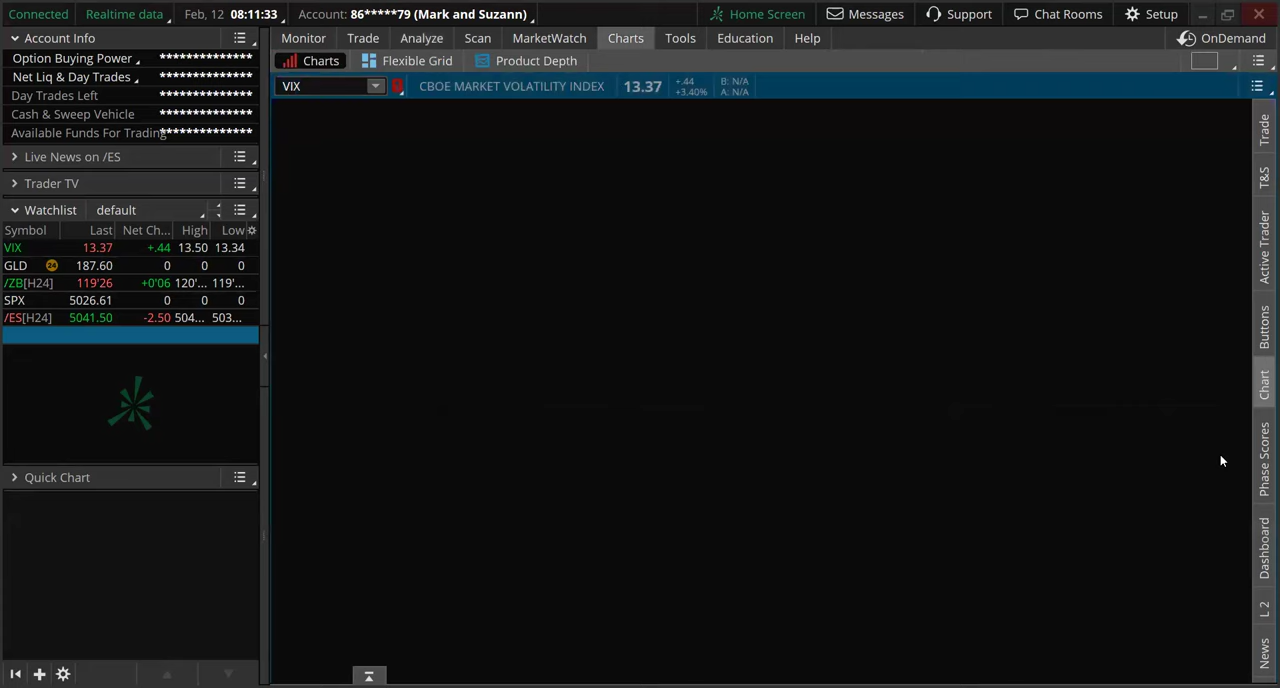 Connected Realtime data Feb, 12 08:11:33 Account: 86*****79 (Mark and Suzann) Home Screen Messages Support Chat Rooms Setup
Account Info Monitor Trade Analyze Scan MarketWatch Charts Tools Education Help OnDemand
Option Buying Power **************
Charts Flexible Grid Product Depth
Net Liq & Day Trades **************
VIX CBOE MARKET VOLATILITY INDEX 13.37 +.44 B: N/A
+3.40% A: N/A
Day Trades Left **************
Cash & Sweep Vehicle **************
Available Funds For Trading **************
Live News on /ES
Trader TV
Watchlist default
Symbol Last Net Ch... High Low
VIX 13.37 +.44 13.50 13.34
GLD 24 187.60 0 0 0
/ZB[H24] 119'26 +0'06 120'... 119'...
SPX 5026.61 0 0 0
/ES[H24] 5041.50 -2.50 504... 503...
Quick Chart
Trade
T&S
Active Trader
Buttons
Chart
Phase Scores
Dashboard
L 2
News